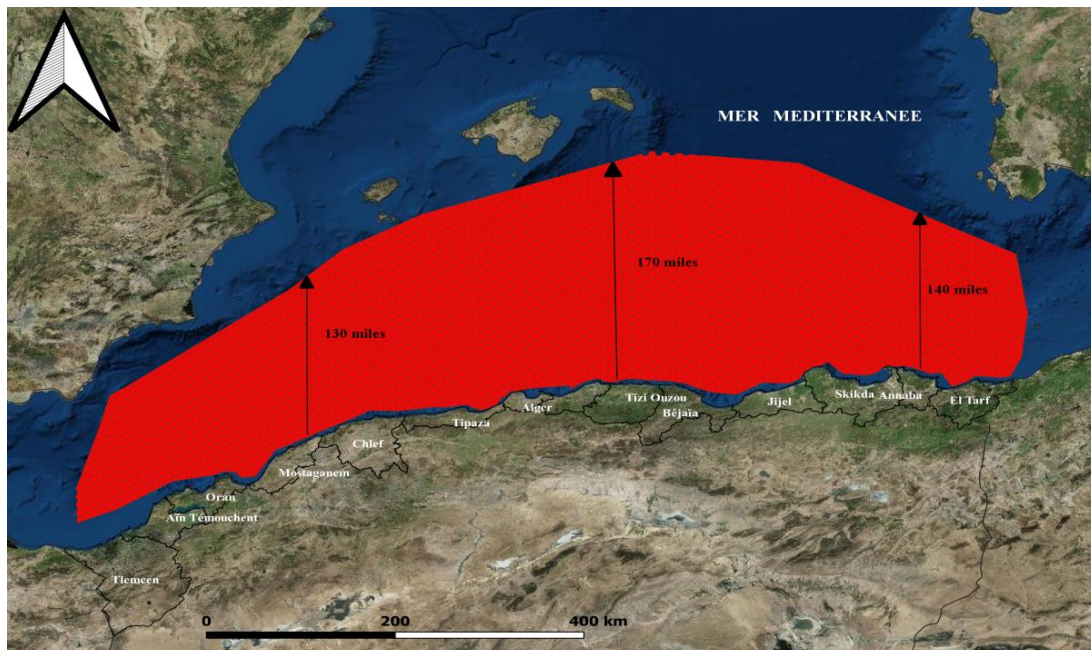 MER MEDITERRANEE
170 miles
140 miles
130 miles
Tizi Ouzou
Jijel
Skikda
Annaba
El Tarf
Alger
Béjaïa
Tipaza
Chlef
Mostaganem
Oran
Aïn Témouchent
Tlemcen
0
200
400 km